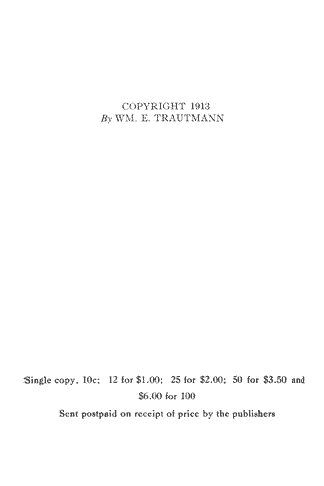 COPYRIGHT 1913
By WM. E. TRAUTMANN
Single copy, 10c; 12 for $1.00; 25 for $2.00; 50 for $3.50 and
$6.00 for 100
Sent postpaid on receipt of price by the publishers